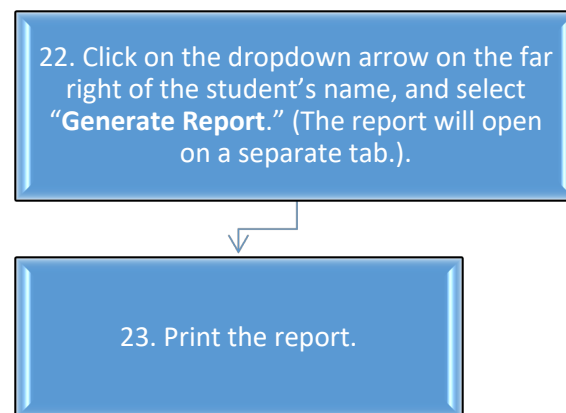 22. Click on the dropdown arrow on the far
right of the student’s name, and select
“Generate Report.” (The report will open
on a separate tab.).
23. Print the report.